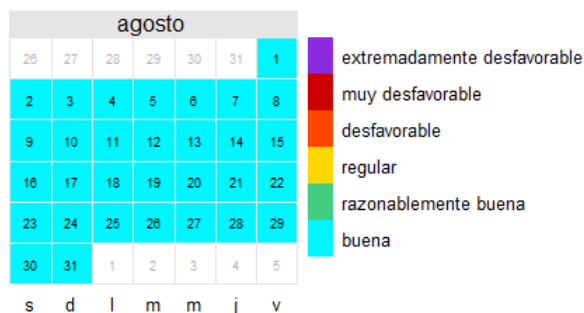 agosto
26 27 28 29 30 31 1
2 3 4 5 6 7 8
9 10 11 12 13 14 15
16 17 18 19 20 21 22
23 24 25 26 27 28 29
30 31 1 2 3 4 5
s d l m m j v
extremadamente desfavorable
muy desfavorable
desfavorable
regular
razonablemente buena
buena